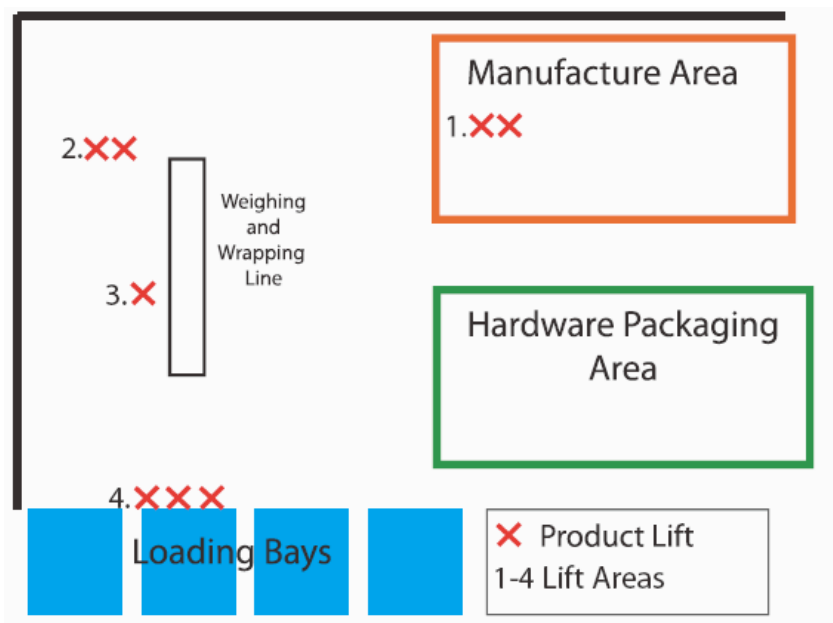 Manufacture Area
1.✕✕
2.✕✕
Weighing
and
Wrapping
Line
3.✕
Hardware Packaging
Area
4.✕✕✕
Loading Bays
✕ Product Lift
1-4 Lift Areas